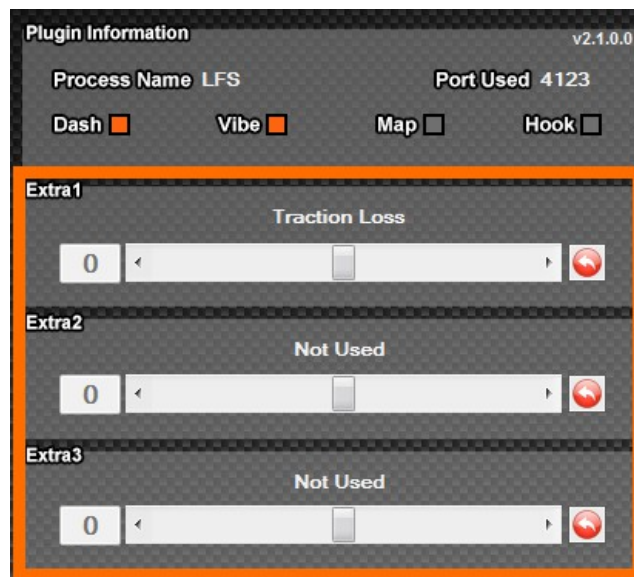 Plugin Information
v2.1.0.0
Process Name LFS Port Used 4123
Dash Vibe Map Hook
Extra1
Traction Loss
0
Extra2
Not Used
0
Extra3
Not Used
0